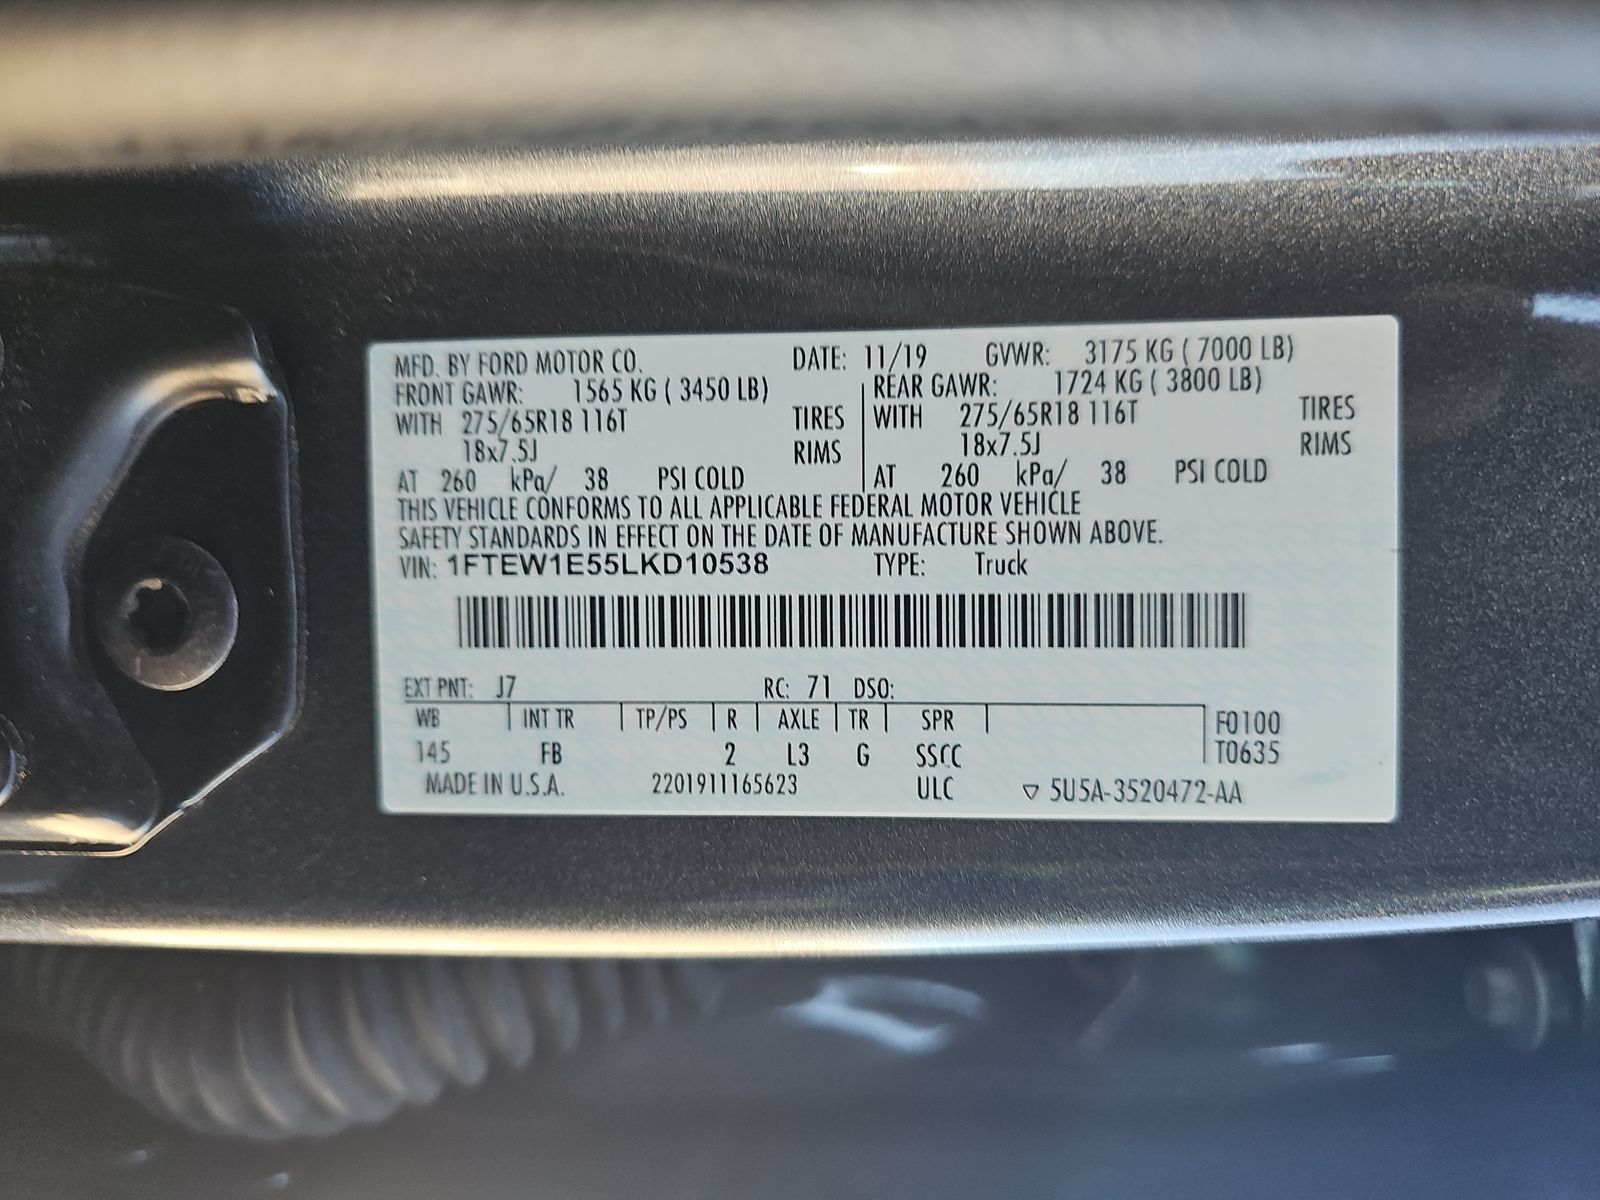 MFD. BY FORD MOTOR CO. DATE: 11/19 GVWR: 3175 KG ( 7000 LB)
FRONT GAWR: 1565 KG ( 3450 LB) REAR GAWR: 1724 KG ( 3800 LB)
WITH 275/65R18 116T TIRES WITH 275/65R18 116T TIRES
18x7.5J RIMS 18x7.5J RIMS
AT 260 kPa/ 38 PSI COLD AT 260 kPa/ 38 PSI COLD
THIS VEHICLE CONFORMS TO ALL APPLICABLE FEDERAL MOTOR VEHICLE
SAFETY STANDARDS IN EFFECT ON THE DATE OF MANUFACTURE SHOWN ABOVE.
VIN: 1FTEW1E55LKD10538 TYPE: Truck
EXT PNT: J7 RC: 71 DSO:
WB INT TR TP/PS R AXLE TR SPR F0100
145 FB 2 L3 G SSCC T0635
MADE IN U.S.A. 2201911165623 ULC ▽ 5U5A-3520472-AA